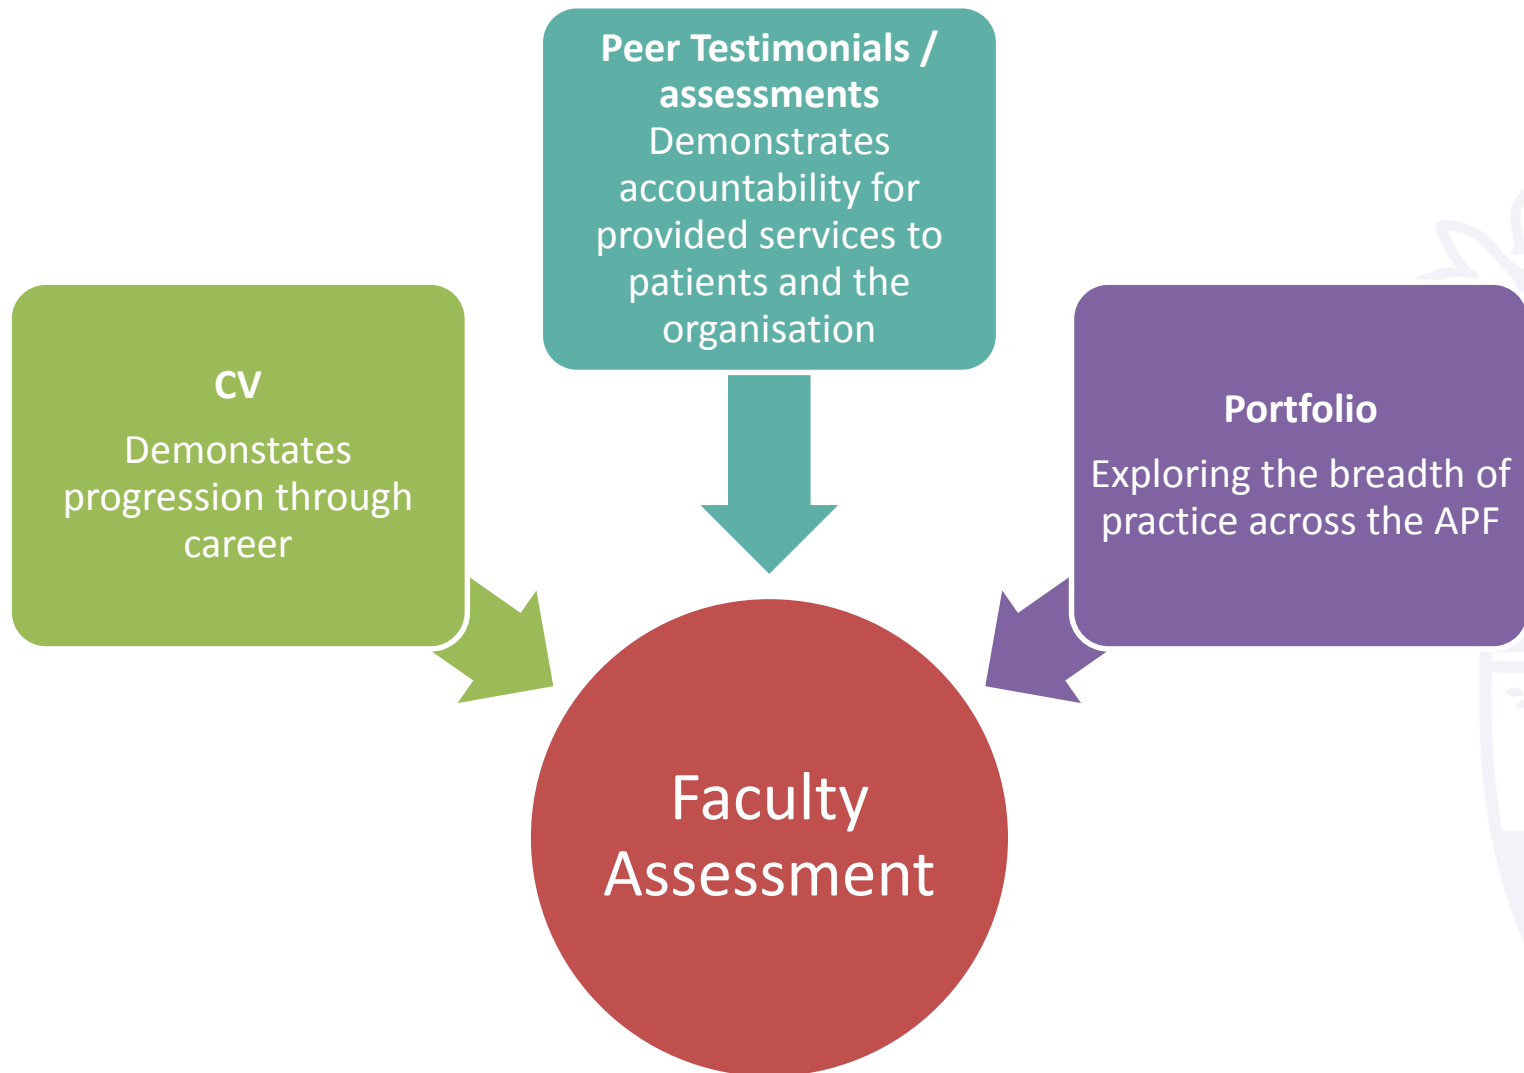 Peer Testimonials /
assessments
Demonstrates
accountability for
provided services to
patients and the
organisation
CV
Demonstates
progression through
career
Portfolio
Exploring the breadth of
practice across the APF
Faculty
Assessment